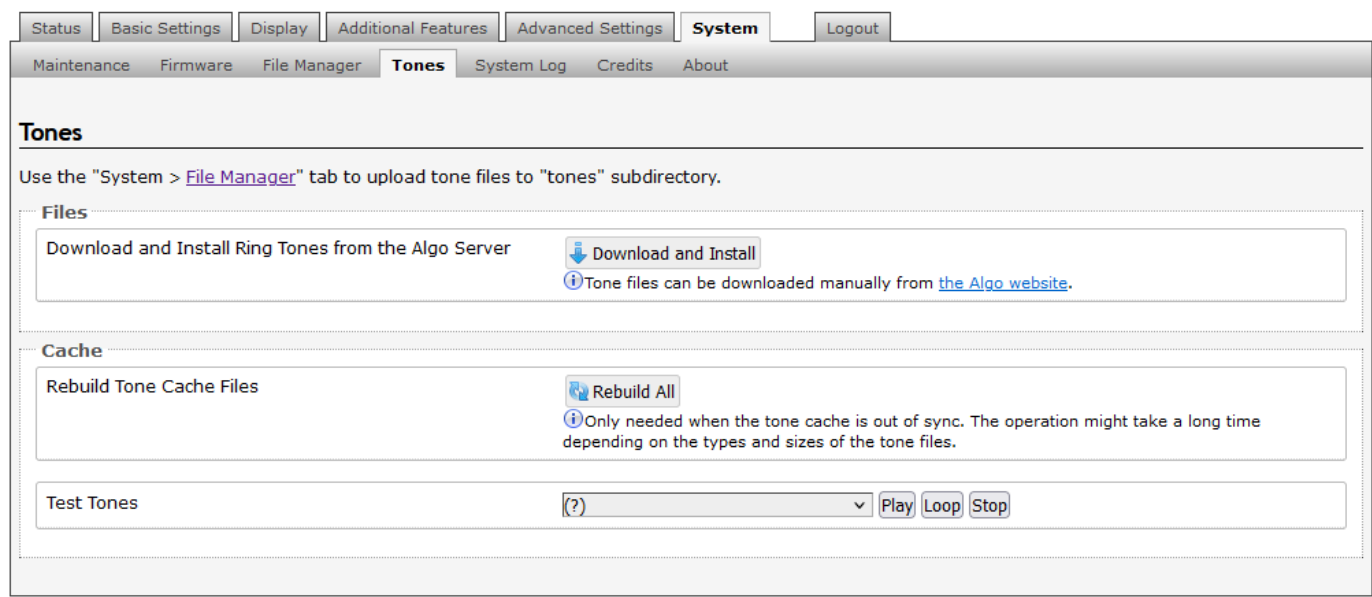 Status Basic Settings Display Additional Features Advanced Settings System Logout
Maintenance Firmware File Manager Tones System Log Credits About
Tones
Use the "System > File Manager" tab to upload tone files to "tones" subdirectory.
Files
Download and Install Ring Tones from the Algo Server
Download and Install
Tone files can be downloaded manually from the Algo website.
Cache
Rebuild Tone Cache Files
Rebuild All
Only needed when the tone cache is out of sync. The operation might take a long time
depending on the types and sizes of the tone files.
Test Tones
(?) Play Loop Stop